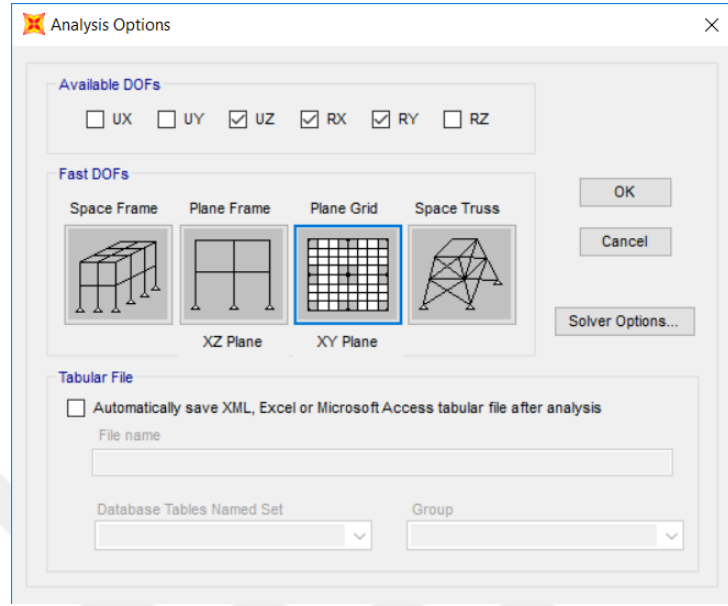 Analysis Options
Available DOFs
UX UY UZ RX RY RZ
Fast DOFs
Space Frame Plane Frame Plane Grid Space Truss
XZ Plane XY Plane
OK
Cancel
Solver Options...
Tabular File
Automatically save XML, Excel or Microsoft Access tabular file after analysis
File name
Database Tables Named Set Group